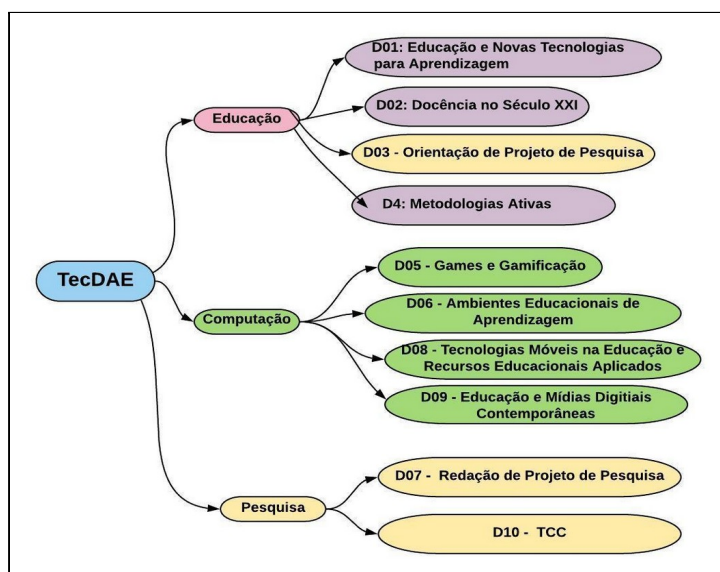 D01: Educação e Novas Tecnologias
para Aprendizagem
Educação
D02: Docência no Século XXI
D03 - Orientação de Projeto de Pesquisa
D4: Metodologias Ativas
TecDAE
D05 - Games e Gamificação
Computação
D06 - Ambientes Educacionais de
Aprendizagem
D08 - Tecnologias Móveis na Educação e
Recursos Educacionais Aplicados
D09 - Educação e Mídias Digitiais
Contemporâneas
D07 - Redação de Projeto de Pesquisa
Pesquisa
D10 - TCC